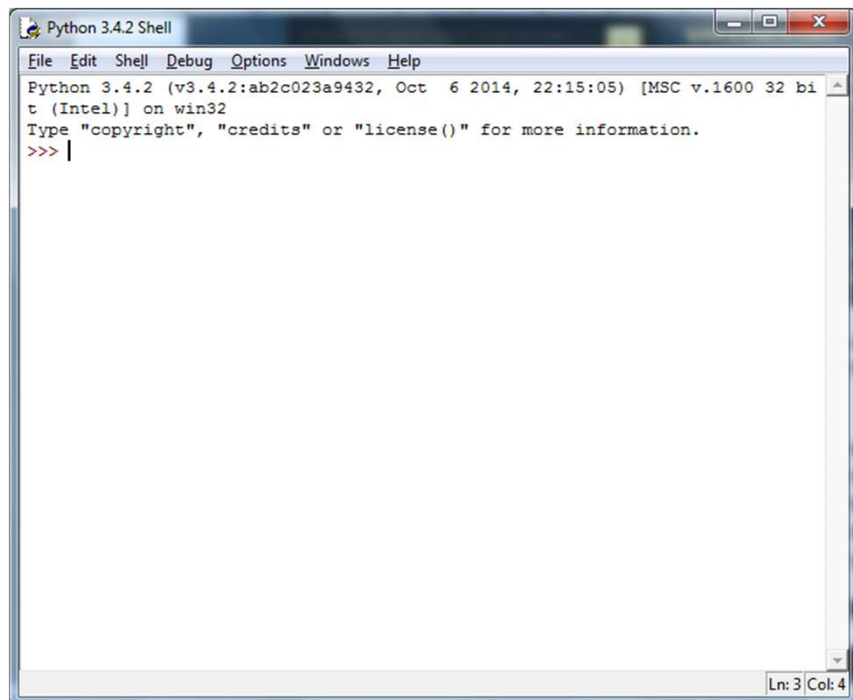 Python 3.4.2 Shell
File Edit Shell Debug Options Windows Help
Python 3.4.2 (v3.4.2:ab2c023a9432, Oct  6 2014, 22:15:05) [MSC v.1600 32 bi
t (Intel)] on win32
Type "copyright", "credits" or "license()" for more information.
>>>
Ln: 3 Col: 4